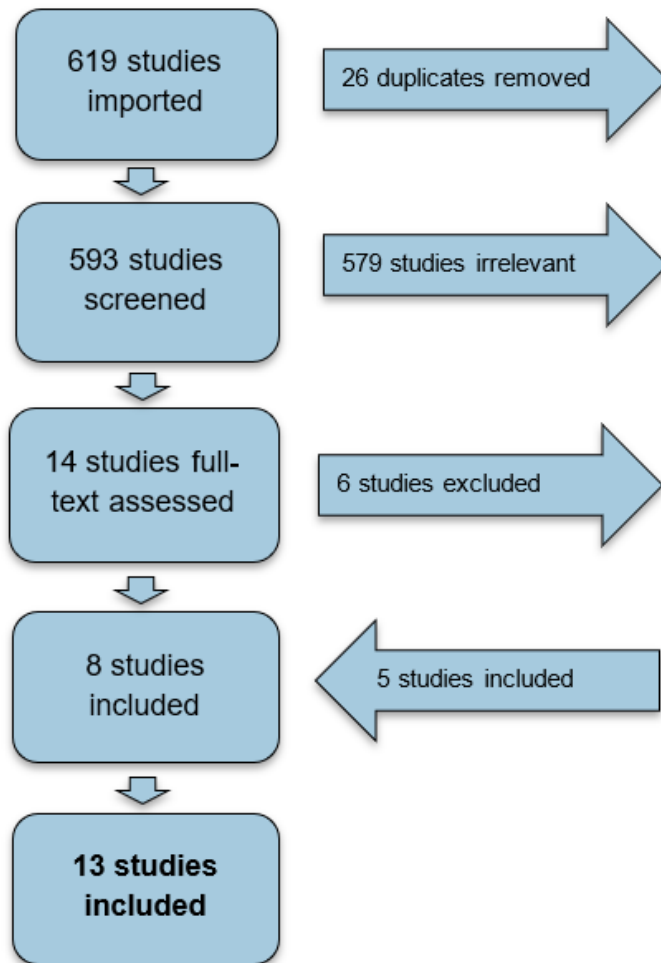 619 studies
imported
26 duplicates removed
593 studies
screened
579 studies irrelevant
14 studies full-
text assessed
6 studies excluded
8 studies
included
5 studies included
13 studies
included